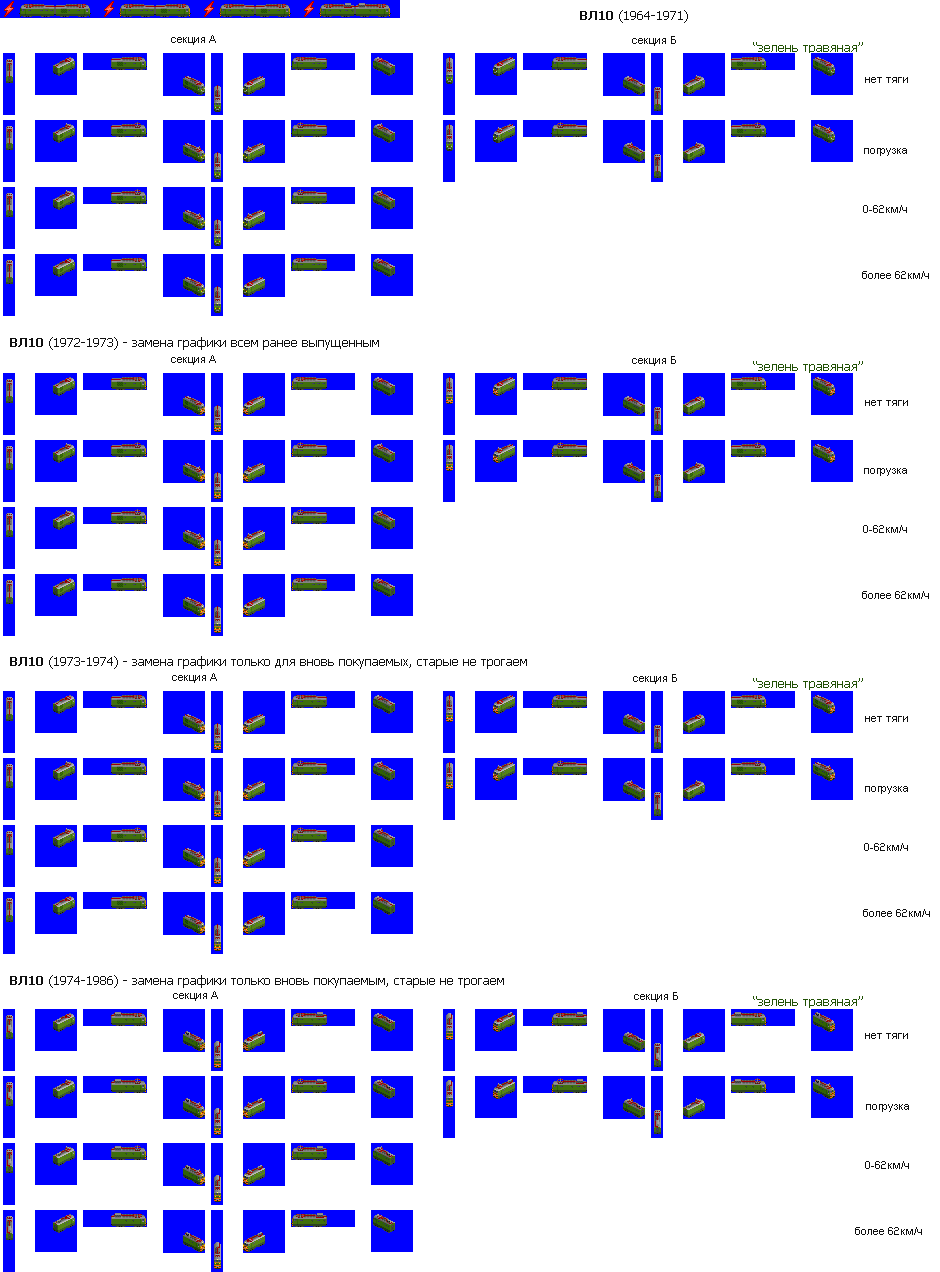 ВЛ10 (1964-1971)
секция А
секция Б
"зелень травяная"
нет тяги
погрузка
0-62км/ч
более 62км/ч
ВЛ10 (1972-1973) - замена графики всем ранее выпущенным
секция А
секция Б
"зелень травяная"
нет тяги
погрузка
0-62км/ч
более 62км/ч
ВЛ10 (1973-1974) - замена графики только для вновь покупаемых, старые не трогаем
секция А
секция Б
"зелень травяная"
нет тяги
погрузка
0-62км/ч
более 62км/ч
ВЛ10 (1974-1986) - замена графики только вновь покупаемым, старые не трогаем
секция А
секция Б
"зелень травяная"
нет тяги
погрузка
0-62км/ч
более 62км/ч